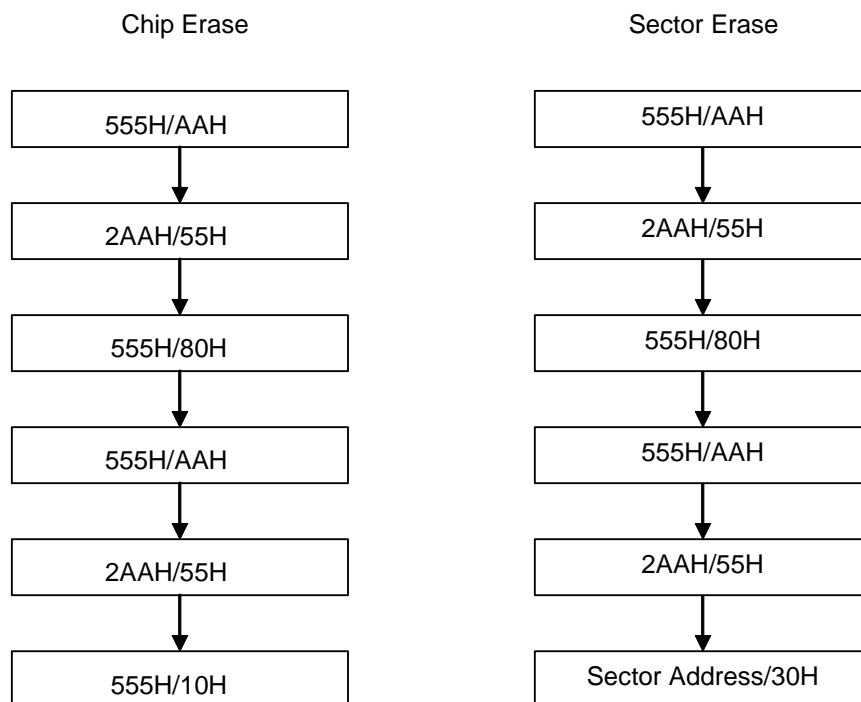 Chip Erase
555H/AAH
2AAH/55H
555H/80H
555H/AAH
2AAH/55H
555H/10H
Sector Erase
555H/AAH
2AAH/55H
555H/80H
555H/AAH
2AAH/55H
Sector Address/30H